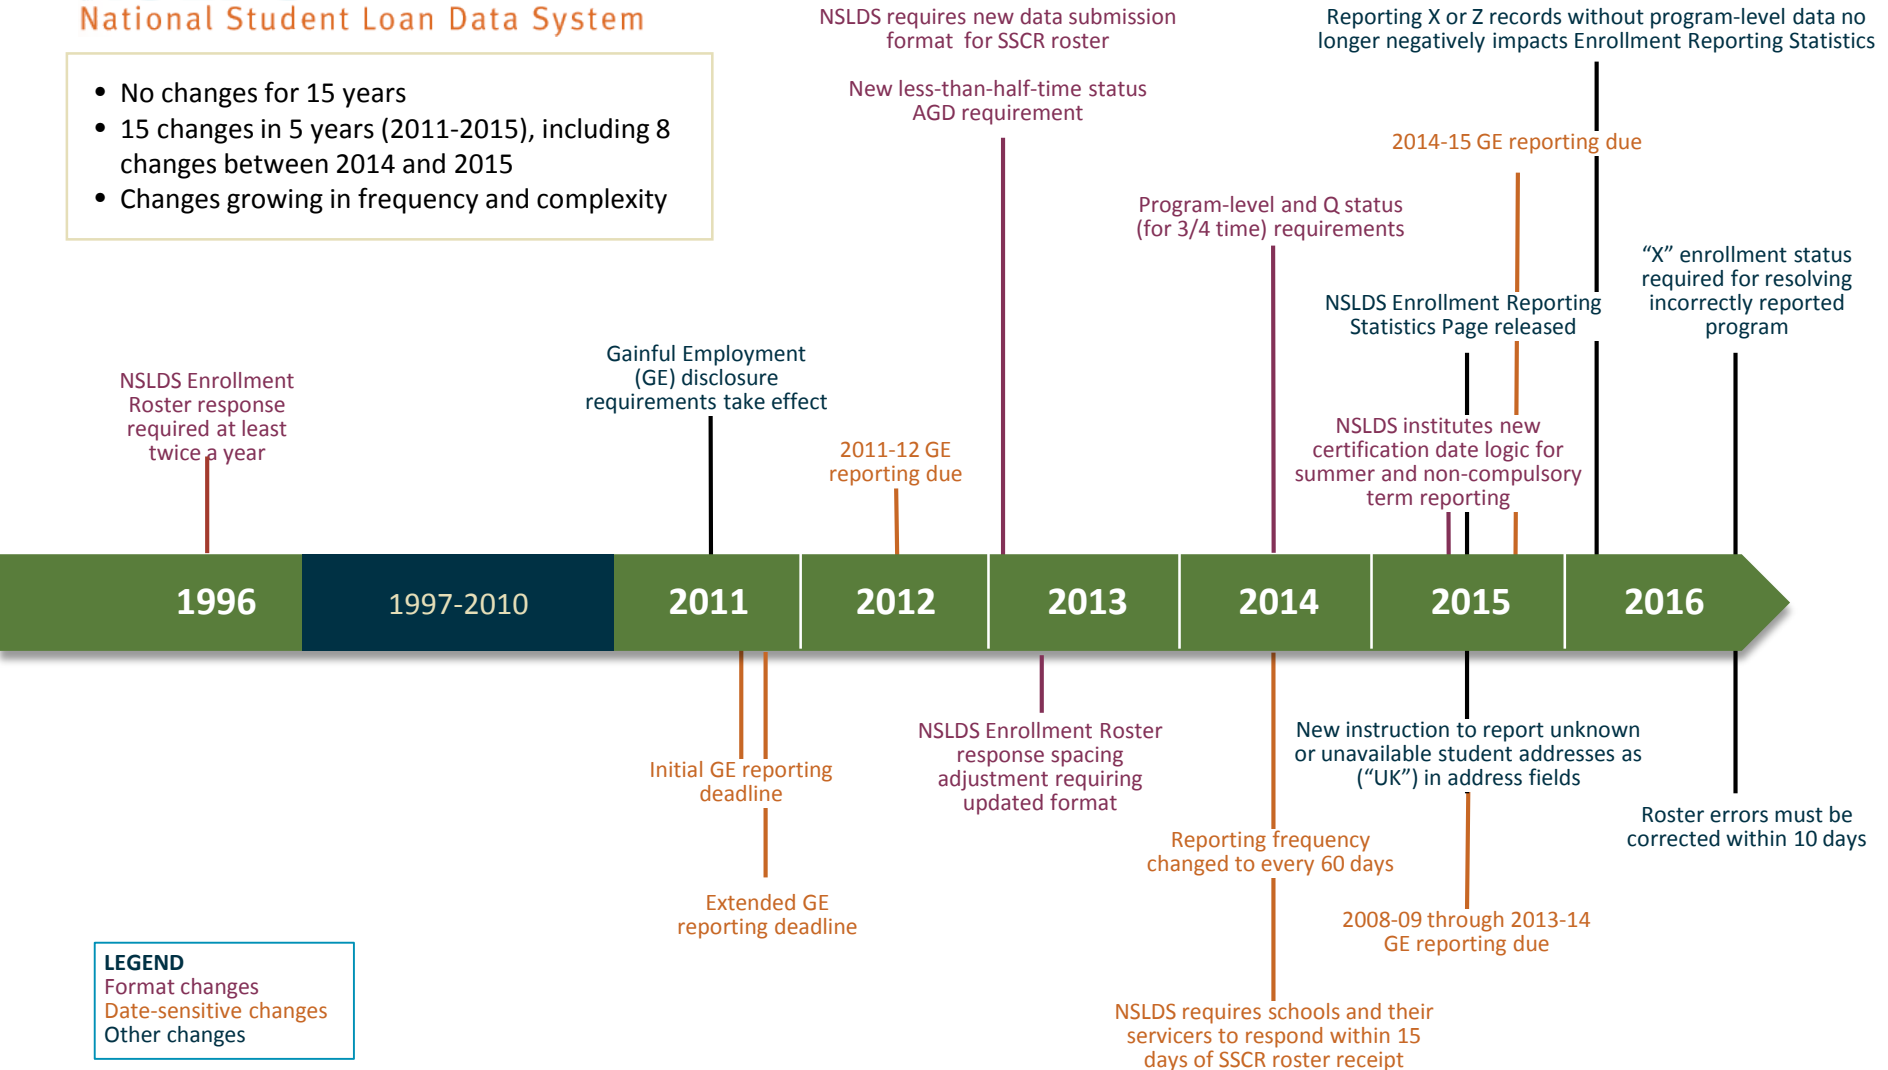 National Student Loan Data System
• No changes for 15 years
• 15 changes in 5 years (2011-2015), including 8
changes between 2014 and 2015
• Changes growing in frequency and complexity
NSLDS requires new data submission
format for SSCR roster
New less-than-half-time status
AGD requirement
Reporting X or Z records without program-level data no
longer negatively impacts Enrollment Reporting Statistics
2014-15 GE reporting due
Program-level and Q status
(for 3/4 time) requirements
"X" enrollment status
required for resolving
incorrectly reported
program
NSLDS Enrollment Reporting
Statistics Page released
Gainful Employment
(GE) disclosure
requirements take effect
NSLDS Enrollment
Roster response
required at least
twice a year
2011-12 GE
reporting due
NSLDS institutes new
certification date logic for
summer and non-compulsory
term reporting
1996
1997-2010
2011
2012
2013
2014
2015
2016
Initial GE reporting
deadline
Extended GE
reporting deadline
NSLDS Enrollment Roster
response spacing
adjustment requiring
updated format
Reporting frequency
changed to every 60 days
NSLDS requires schools and their
servicers to respond within 15
days of SSCR roster receipt
New instruction to report unknown
or unavailable student addresses as
("UK") in address fields
2008-09 through 2013-14
GE reporting due
Roster errors must be
corrected within 10 days
LEGEND
Format changes
Date-sensitive changes
Other changes